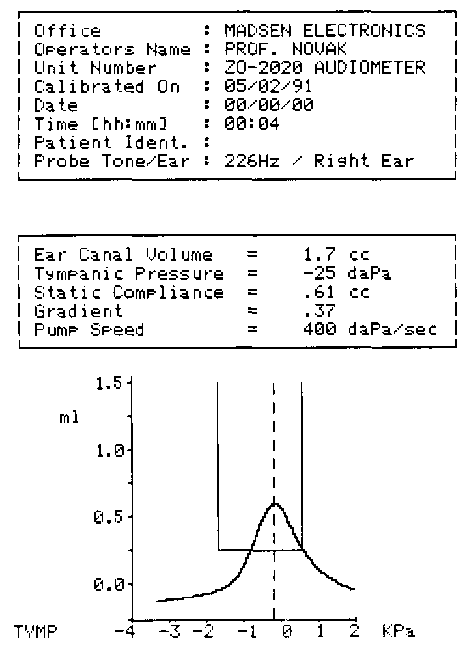 Office : MADSEN ELECTRONICS
Operators Name : PROF. NOVAK
Unit Number : ZO-2020 AUDIOMETER
Calibrated On : 05/02/91
Date : 00/00/00
Time [hh:mm] : 00:04
Patient Ident. :
Probe Tone/Ear : 226Hz / Right Ear
Ear Canal Volume = 1.7 cc
Tympanic Pressure = -25 daPa
Static Compliance = .61 cc
Gradient = .37
Pump Speed = 400 daPa/sec
1.5
ml
1.0
0.5
0.0
TYMP -4 -3 -2 -1 0 1 2 KPa